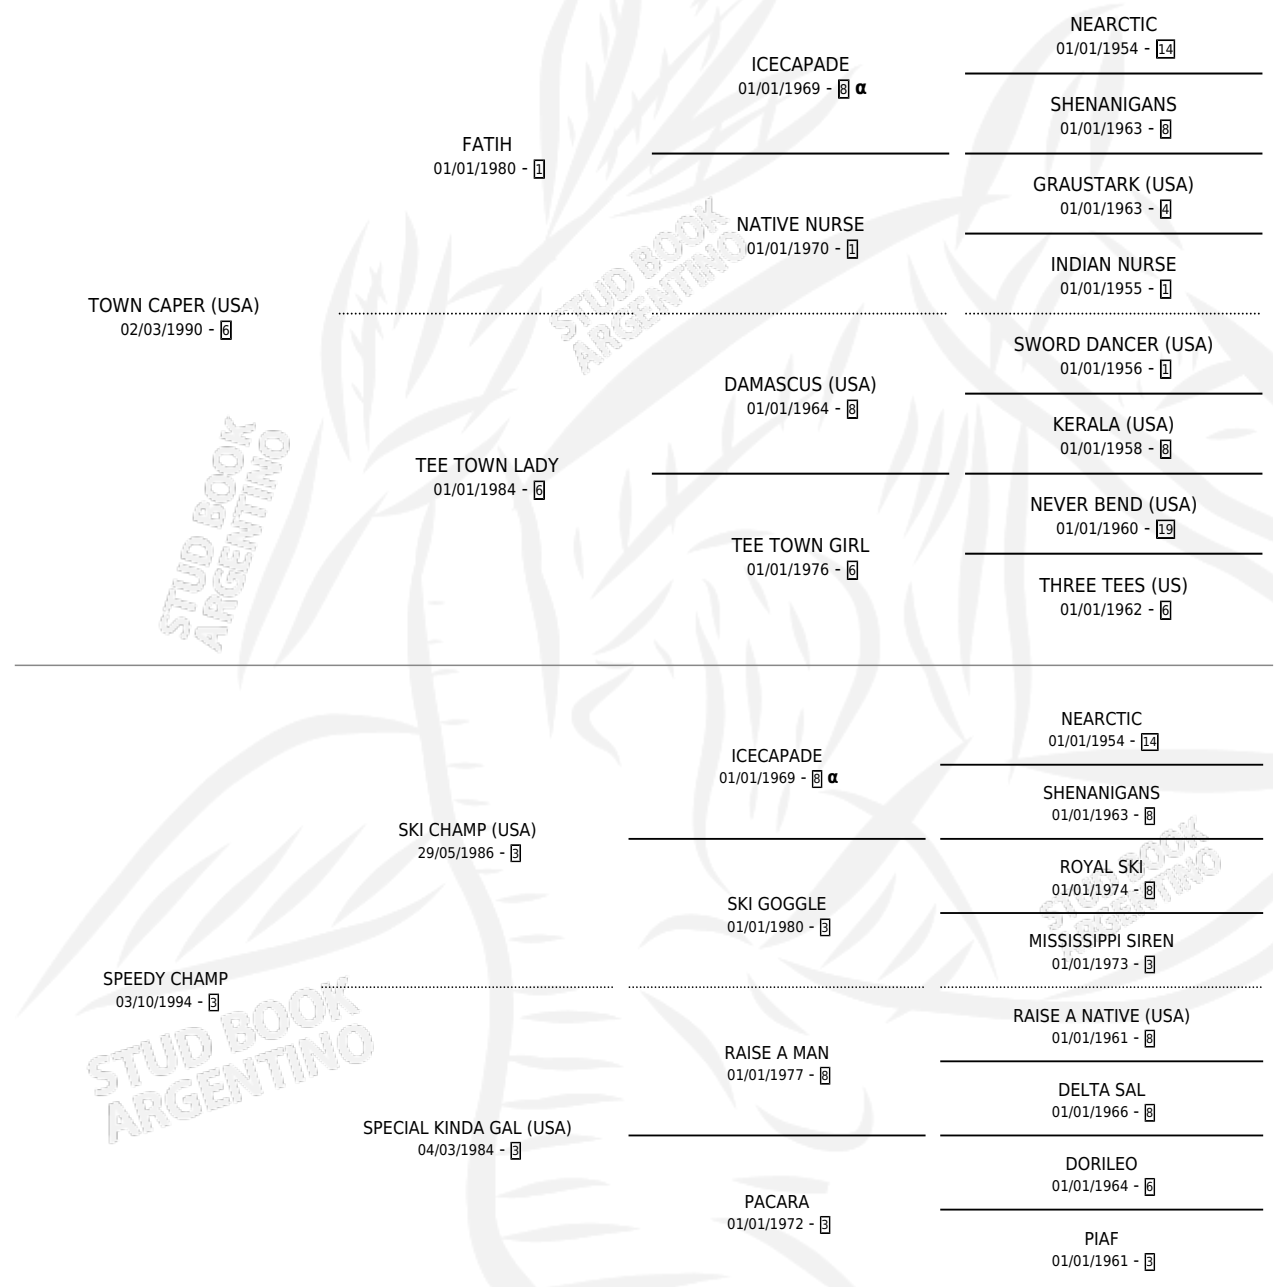 NEARCTIC
01/01/1954 - 14
ICECAPADE
01/01/1969 - 8 α
SHENANIGANS
01/01/1963 - 8
FATIH
01/01/1980 - 1
GRAUSTARK (USA)
01/01/1963 - 4
NATIVE NURSE
01/01/1970 - 1
INDIAN NURSE
01/01/1955 - 1
TOWN CAPER (USA)
02/03/1990 - 6
SWORD DANCER (USA)
01/01/1956 - 1
DAMASCUS (USA)
01/01/1964 - 8
KERALA (USA)
01/01/1958 - 8
TEE TOWN LADY
01/01/1984 - 6
NEVER BEND (USA)
01/01/1960 - 19
TEE TOWN GIRL
01/01/1976 - 6
THREE TEES (US)
01/01/1962 - 6
STUD BOOK
ARGENTINO
STUD BOOK
ARGENTINO
NEARCTIC
01/01/1954 - 14
ICECAPADE
01/01/1969 - 8 α
SHENANIGANS
01/01/1963 - 8
SKI CHAMP (USA)
29/05/1986 - 3
ROYAL SKI
01/01/1974 - 8
SKI GOGGLE
01/01/1980 - 3
MISSISSIPPI SIREN
01/01/1973 - 3
SPEEDY CHAMP
03/10/1994 - 3
RAISE A NATIVE (USA)
01/01/1961 - 8
RAISE A MAN
01/01/1977 - 8
DELTA SAL
01/01/1966 - 8
SPECIAL KINDA GAL (USA)
04/03/1984 - 3
DORILEO
01/01/1964 - 6
PACARA
01/01/1972 - 3
PIAF
01/01/1961 - 3
STUD BOOK
ARGENTINO
STUD BOOK
ARGENTINO